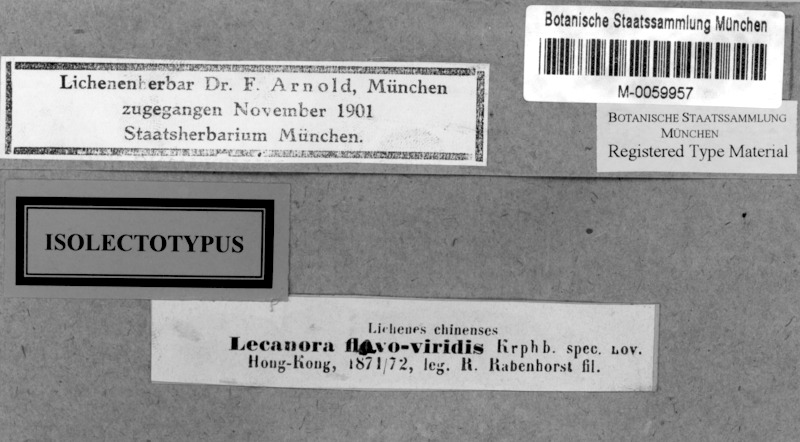 Botanische Staatssammlung München
M-0059957
Lichenenherbar Dr. F. Arnold, München
zugegangen November 1901
Staatsherbarium München.
BOTANISCHE STAATSSAMMLUNG
MÜNCHEN
Registered Type Material
ISOLECTOTYPUS
Lichenes chinenses
Lecanora flavo-viridis Krphb. spec. nov.
Hong-Kong, 1871/72, leg. R. Rabenhorst fil.